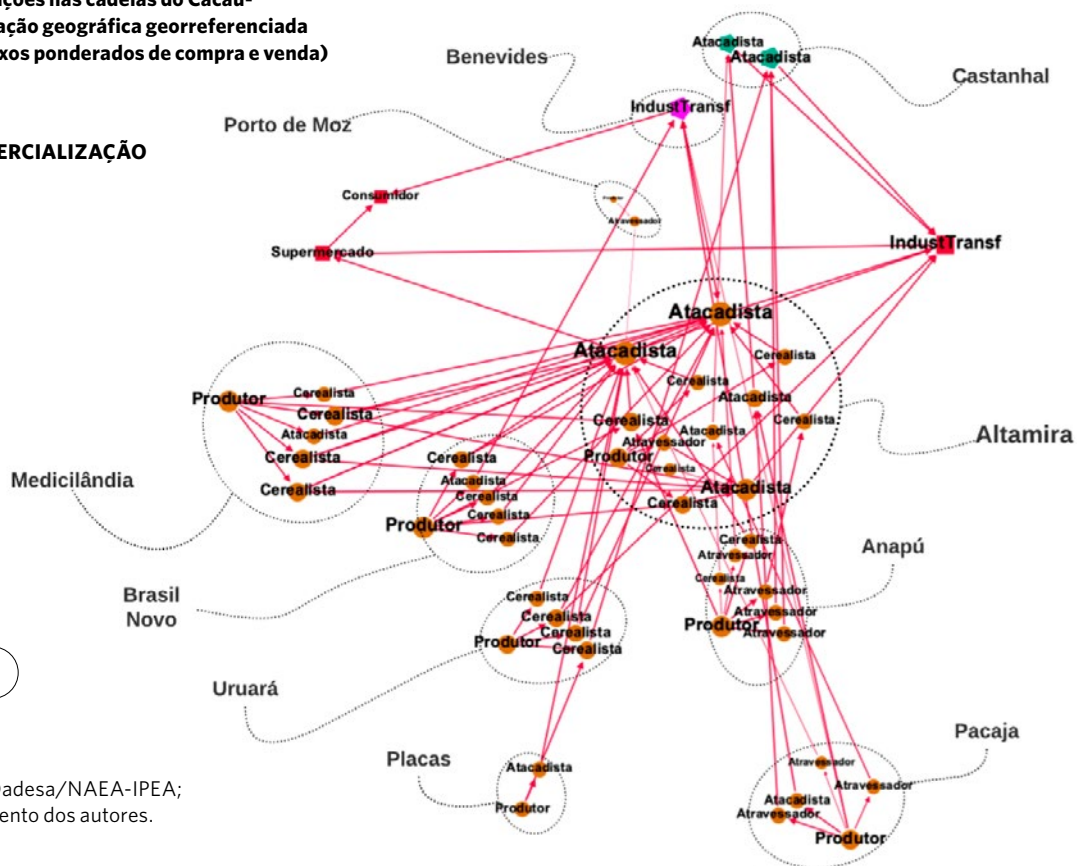 ções nas cadeias do Cacau-
ação geográfica georreferenciada
xos ponderados de compra e venda)
ERCIALIZAÇÃO
Benevides
Atacadista
Atacadista
Castanhal
IndustTransf
Porto de Moz
Consumidor
Atravessador
Supermercado
IndustTransf
Atacadista
Atacadista
Cerealista
Cerealista
Produtor
Cerealista
Cerealista
Atacadista
Cerealista
Cerealista
Medicilândia
Atacadista
Cerealista
Cerealista
Atacadista
Atravessador
Produtor
Cerealista
Atacadista
Cerealista
Altamira
Cerealista
Atacadista
Cerealista
Cerealista
Produtor
Cerealista
Brasil
Novo
Cerealista
Atravessador
Cerealista
Atravessador
Atravessador
Produtor
Atravessador
Anapú
Cerealista
Cerealista
Cerealista
Produtor
Cerealista
Uruará
Placas
Atacadista
Produtor
Pacaja
Atravessador
Atravessador
Atacadista
Atravessador
Produtor
Dadesa/NAEA-IPEA;
ento dos autores.